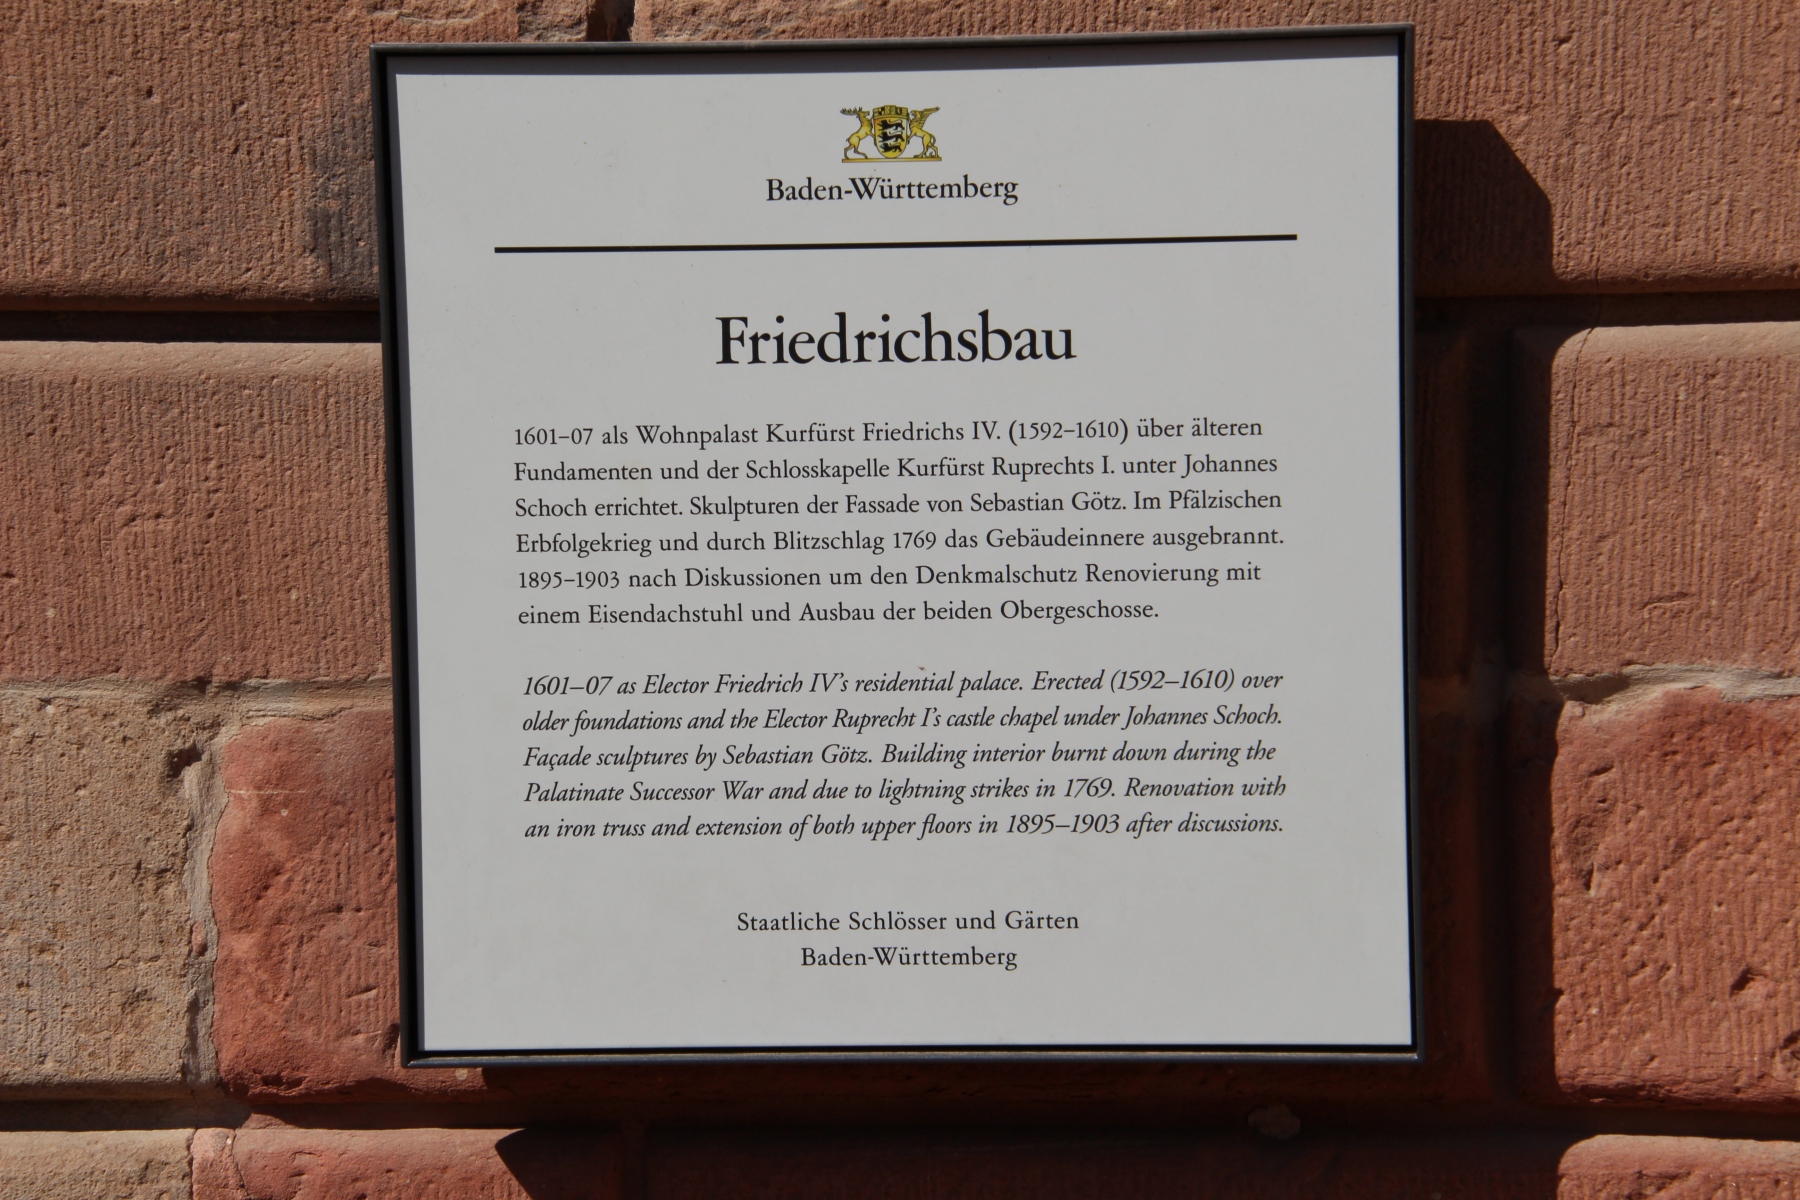 Baden-Württemberg
Friedrichsbau
1601–07 als Wohnpalast Kurfürst Friedrichs IV. (1592–1610) über älteren
Fundamenten und der Schlosskapelle Kurfürst Ruprechts I. unter Johannes
Schoch errichtet. Skulpturen der Fassade von Sebastian Götz. Im Pfälzischen
Erbfolgekrieg und durch Blitzschlag 1769 das Gebäudeinnere ausgebrannt.
1895–1903 nach Diskussionen um den Denkmalschutz Renovierung mit
einem Eisendachstuhl und Ausbau der beiden Obergeschosse.
1601–07 as Elector Friedrich IV's residential palace. Erected (1592–1610) over
older foundations and the Elector Ruprecht I's castle chapel under Johannes Schoch.
Façade sculptures by Sebastian Götz. Building interior burnt down during the
Palatinate Successor War and due to lightning strikes in 1769. Renovation with
an iron truss and extension of both upper floors in 1895–1903 after discussions.
Staatliche Schlösser und Gärten
Baden-Württemberg